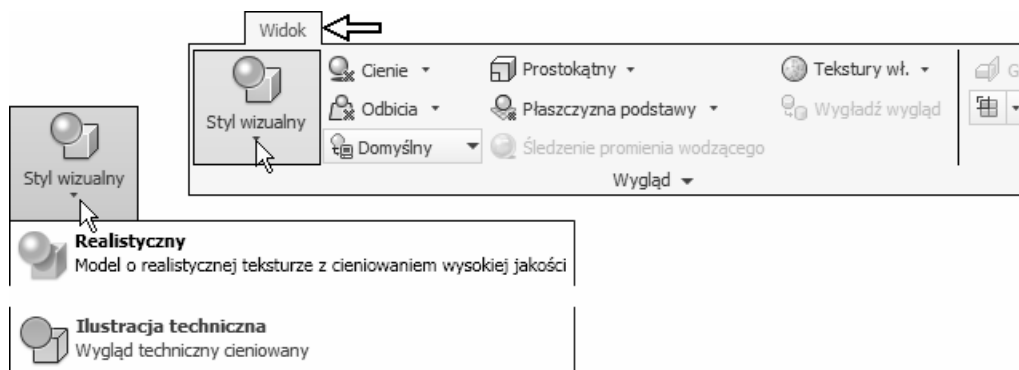 Widok
Styl wizualny
Cienie
Prostokątny
Tekstury wł.
G
Odbicia
Płaszczyzna podstawy
Wygładź wygląd
Domyślny
Śledzenie promienia wodzącego
Wygląd
Styl wizualny
Realistyczny
Model o realistycznej teksturze z cieniowaniem wysokiej jakości
Ilustracja techniczna
Wygląd techniczny cieniowany